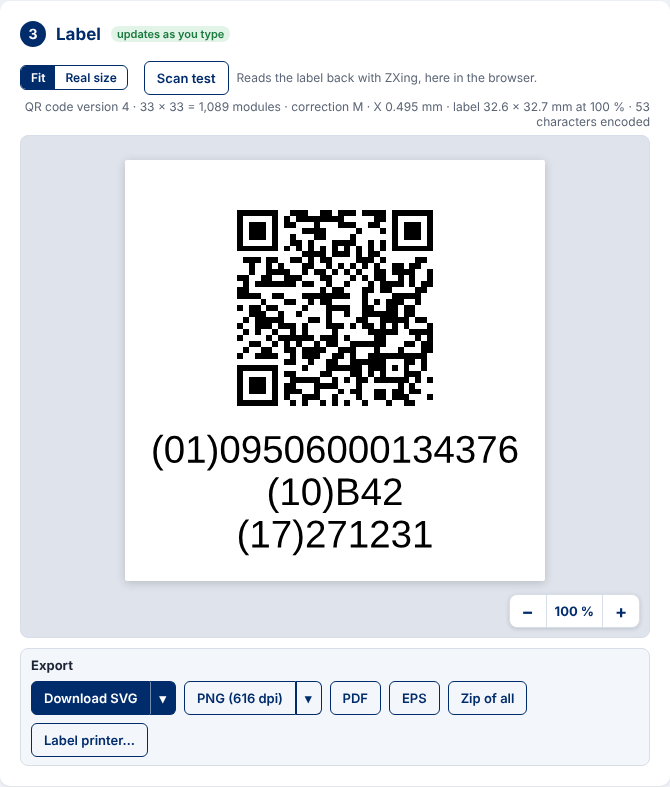 3 Label updates as you type
Fit Real size Scan test Reads the label back with ZXing, here in the browser.
QR code version 4 · 33 × 33 = 1,089 modules · correction M · X 0.495 mm · label 32.6 × 32.7 mm at 100 % · 53
characters encoded
(01)09506000134376
(10)B42
(17)271231
− 100 % +
Export
Download SVG ▼ PNG (616 dpi) ▼ PDF EPS Zip of all
Label printer...